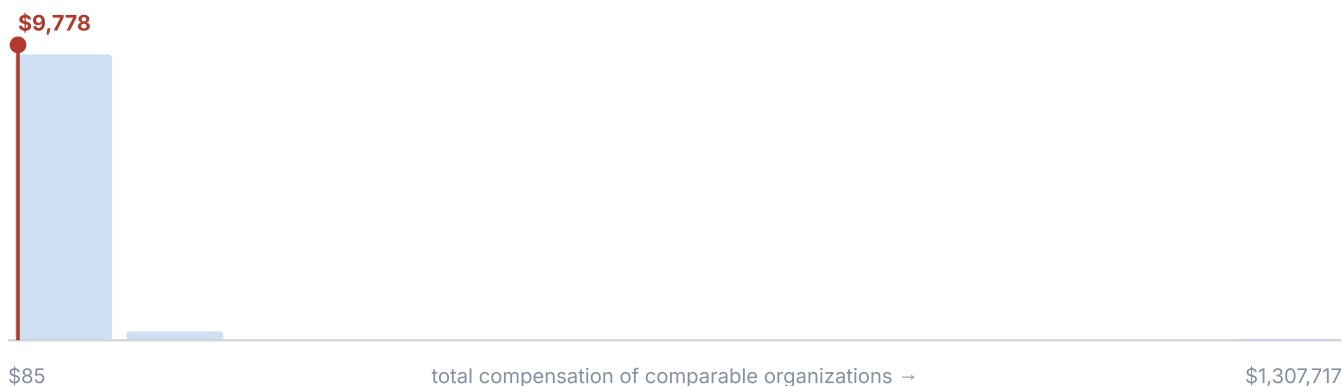 $9,778
$85 total compensation of comparable organizations → $1,307,717